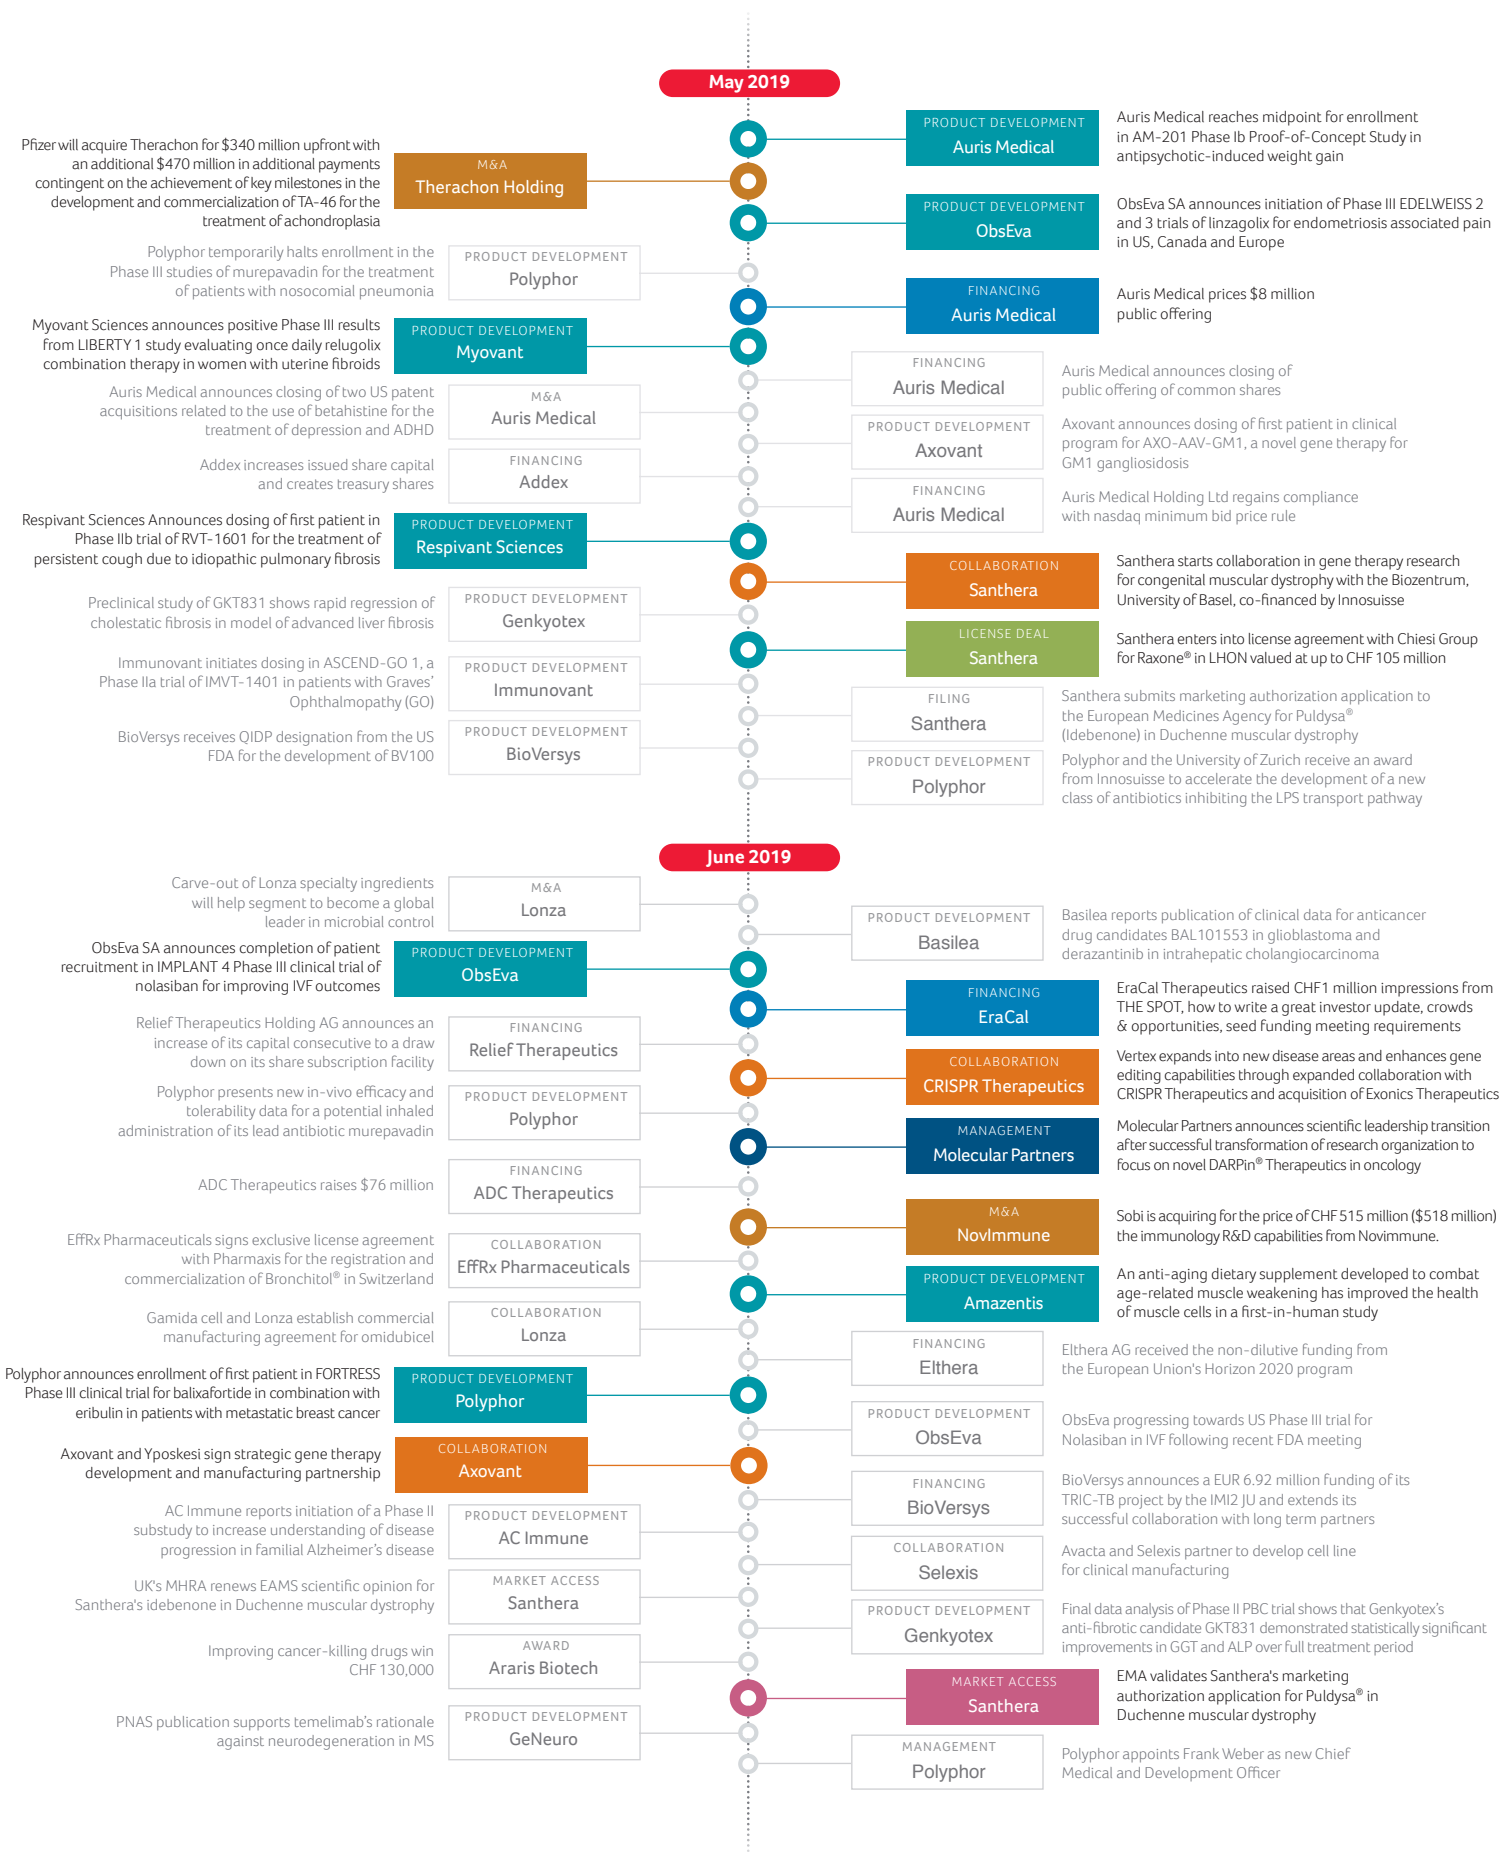 May 2019
PRODUCT DEVELOPMENT
Auris Medical
Auris Medical reaches midpoint for enrollment
in AM-201 Phase Ib Proof-of-Concept Study in
antipsychotic-induced weight gain
Pfizer will acquire Therachon for $340 million upfront with
an additional $470 million in additional payments
contingent on the achievement of key milestones in the
development and commercialization of TA-46 for the
treatment of achondroplasia
M&A
Therachon Holding
PRODUCT DEVELOPMENT
ObsEva
ObsEva SA announces initiation of Phase III EDELWEISS 2
and 3 trials of linzagolix for endometriosis associated pain
in US, Canada and Europe
Polyphor temporarily halts enrollment in the
Phase III studies of murepavadin for the treatment
of patients with nosocomial pneumonia
PRODUCT DEVELOPMENT
Polyphor
FINANCING
Auris Medical
Auris Medical prices $8 million
public offering
Myovant Sciences announces positive Phase III results
from LIBERTY 1 study evaluating once daily relugolix
combination therapy in women with uterine fibroids
PRODUCT DEVELOPMENT
Myovant
FINANCING
Auris Medical
Auris Medical announces closing of
public offering of common shares
Auris Medical announces closing of two US patent
acquisitions related to the use of betahistine for the
treatment of depression and ADHD
M&A
Auris Medical
PRODUCT DEVELOPMENT
Axovant
Axovant announces dosing of first patient in clinical
program for AXO-AAV-GM1, a novel gene therapy for
GM1 gangliosidosis
Addex increases issued share capital
and creates treasury shares
FINANCING
Addex
FINANCING
Auris Medical
Auris Medical Holding Ltd regains compliance
with nasdaq minimum bid price rule
Respivant Sciences Announces dosing of first patient in
Phase IIb trial of RVT-1601 for the treatment of
persistent cough due to idiopathic pulmonary fibrosis
PRODUCT DEVELOPMENT
Respivant Sciences
COLLABORATION
Santhera
Santhera starts collaboration in gene therapy research
for congenital muscular dystrophy with the Biozentrum,
University of Basel, co-financed by Innosuisse
Preclinical study of GKT831 shows rapid regression of
cholestatic fibrosis in model of advanced liver fibrosis
PRODUCT DEVELOPMENT
Genkyotex
LICENSE DEAL
Santhera
Santhera enters into license agreement with Chiesi Group
for Raxone® in LHON valued at up to CHF 105 million
Immunovant initiates dosing in ASCEND-GO 1, a
Phase IIa trial of IMVT-1401 in patients with Graves’
Ophthalmopathy (GO)
PRODUCT DEVELOPMENT
Immunovant
FILING
Santhera
Santhera submits marketing authorization application to
the European Medicines Agency for Puldysa®
(Idebenone) in Duchenne muscular dystrophy
BioVersys receives QIDP designation from the US
FDA for the development of BV100
PRODUCT DEVELOPMENT
BioVersys
PRODUCT DEVELOPMENT
Polyphor
Polyphor and the University of Zurich receive an award
from Innosuisse to accelerate the development of a new
class of antibiotics inhibiting the LPS transport pathway
June 2019
Carve-out of Lonza specialty ingredients
will help segment to become a global
leader in microbial control
M&A
Lonza
PRODUCT DEVELOPMENT
Basilea
Basilea reports publication of clinical data for anticancer
drug candidates BAL101553 in glioblastoma and
derazantinib in intrahepatic cholangiocarcinoma
ObsEva SA announces completion of patient
recruitment in IMPLANT 4 Phase III clinical trial of
nolasiban for improving IVF outcomes
PRODUCT DEVELOPMENT
ObsEva
FINANCING
EraCal
EraCal Therapeutics raised CHF1 million impressions from
THE SPOT, how to write a great investor update, crowds
& opportunities, seed funding meeting requirements
Relief Therapeutics Holding AG announces an
increase of its capital consecutive to a draw
down on its share subscription facility
FINANCING
Relief Therapeutics
COLLABORATION
CRISPR Therapeutics
Vertex expands into new disease areas and enhances gene
editing capabilities through expanded collaboration with
CRISPR Therapeutics and acquisition of Exonics Therapeutics
Polyphor presents new in-vivo efficacy and
tolerability data for a potential inhaled
administration of its lead antibiotic murepavadin
PRODUCT DEVELOPMENT
Polyphor
MANAGEMENT
Molecular Partners
Molecular Partners announces scientific leadership transition
after successful transformation of research organization to
focus on novel DARPin® Therapeutics in oncology
ADC Therapeutics raises $76 million
FINANCING
ADC Therapeutics
M&A
NovImmune
Sobi is acquiring for the price of CHF 515 million ($518 million)
the immunology R&D capabilities from Novimmune.
EffRx Pharmaceuticals signs exclusive license agreement
with Pharmaxis for the registration and
commercialization of Bronchitol® in Switzerland
COLLABORATION
EffRx Pharmaceuticals
PRODUCT DEVELOPMENT
Amazentis
An anti-aging dietary supplement developed to combat
age-related muscle weakening has improved the health
of muscle cells in a first-in-human study
Gamida cell and Lonza establish commercial
manufacturing agreement for omidubicel
COLLABORATION
Lonza
FINANCING
Elthera
Elthera AG received the non-dilutive funding from
the European Union's Horizon 2020 program
Polyphor announces enrollment of first patient in FORTRESS
Phase III clinical trial for balixafortide in combination with
eribulin in patients with metastatic breast cancer
PRODUCT DEVELOPMENT
Polyphor
PRODUCT DEVELOPMENT
ObsEva
ObsEva progressing towards US Phase III trial for
Nolasiban in IVF following recent FDA meeting
Axovant and Yposkesi sign strategic gene therapy
development and manufacturing partnership
COLLABORATION
Axovant
FINANCING
BioVersys
BioVersys announces a EUR 6.92 million funding of its
TRIC-TB project by the IMI2 JU and extends its
successful collaboration with long term partners
AC Immune reports initiation of a Phase II
substudy to increase understanding of disease
progression in familial Alzheimer’s disease
PRODUCT DEVELOPMENT
AC Immune
COLLABORATION
Selexis
Avacta and Selexis partner to develop cell line
for clinical manufacturing
UK's MHRA renews EAMS scientific opinion for
Santhera's idebenone in Duchenne muscular dystrophy
MARKET ACCESS
Santhera
PRODUCT DEVELOPMENT
Genkyotex
Final data analysis of Phase II PBC trial shows that Genkyotex’s
anti-fibrotic candidate GKT831 demonstrated statistically significant
improvements in GGT and ALP over full treatment period
Improving cancer-killing drugs win
CHF 130,000
AWARD
Araris Biotech
MARKET ACCESS
Santhera
EMA validates Santhera's marketing
authorization application for Puldysa® in
Duchenne muscular dystrophy
PNAS publication supports temelimab’s rationale
against neurodegeneration in MS
PRODUCT DEVELOPMENT
GeNeuro
MANAGEMENT
Polyphor
Polyphor appoints Frank Weber as new Chief
Medical and Development Officer